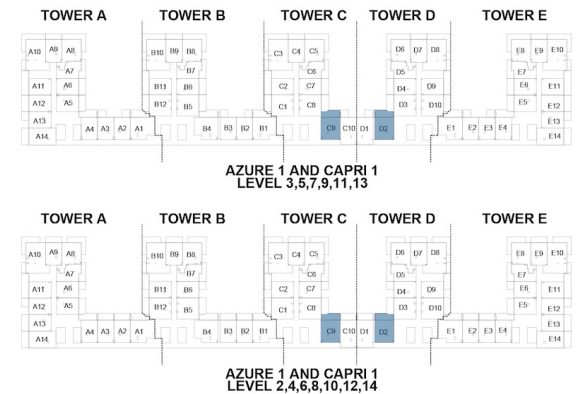 TOWER A TOWER B TOWER C TOWER D TOWER E
A10 A9 A8 B10 B9 B8 C3 C4 C5 D6 D7 D8 E8 E9 E10
A7 B7 C6 D5 E7
A11 A6 B11 B6 C2 C7 D4 D9 E6 E11
A12 A5 B12 B5 C1 C8 D3 D10 E5 E12
A13 E13
A14 A4 A3 A2 A1 B4 B3 B2 B1 C9 C10 D1 D2 E1 E2 E3 E4 E14
AZURE 1 AND CAPRI 1
LEVEL 3,5,7,9,11,13
TOWER A TOWER B TOWER C TOWER D TOWER E
A10 A9 A8 B10 B9 B8 C3 C4 C5 D6 D7 D8 E8 E9 E10
A7 B7 C6 D5 E7
A11 A6 B11 B6 C2 C7 D4 D9 E6 E11
A12 A5 B12 B5 C1 C8 D3 D10 E5 E12
A13 E13
A14 A4 A3 A2 A1 B4 B3 B2 B1 C9 C10 D1 D2 E1 E2 E3 E4 E14
AZURE 1 AND CAPRI 1
LEVEL 2,4,6,8,10,12,14